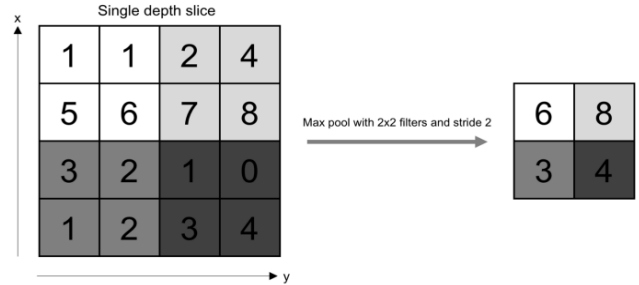 Single depth slice
x
1 1 2 4
5 6 7 8
3 2 1 0
1 2 3 4
y
Max pool with 2x2 filters and stride 2
6 8
3 4